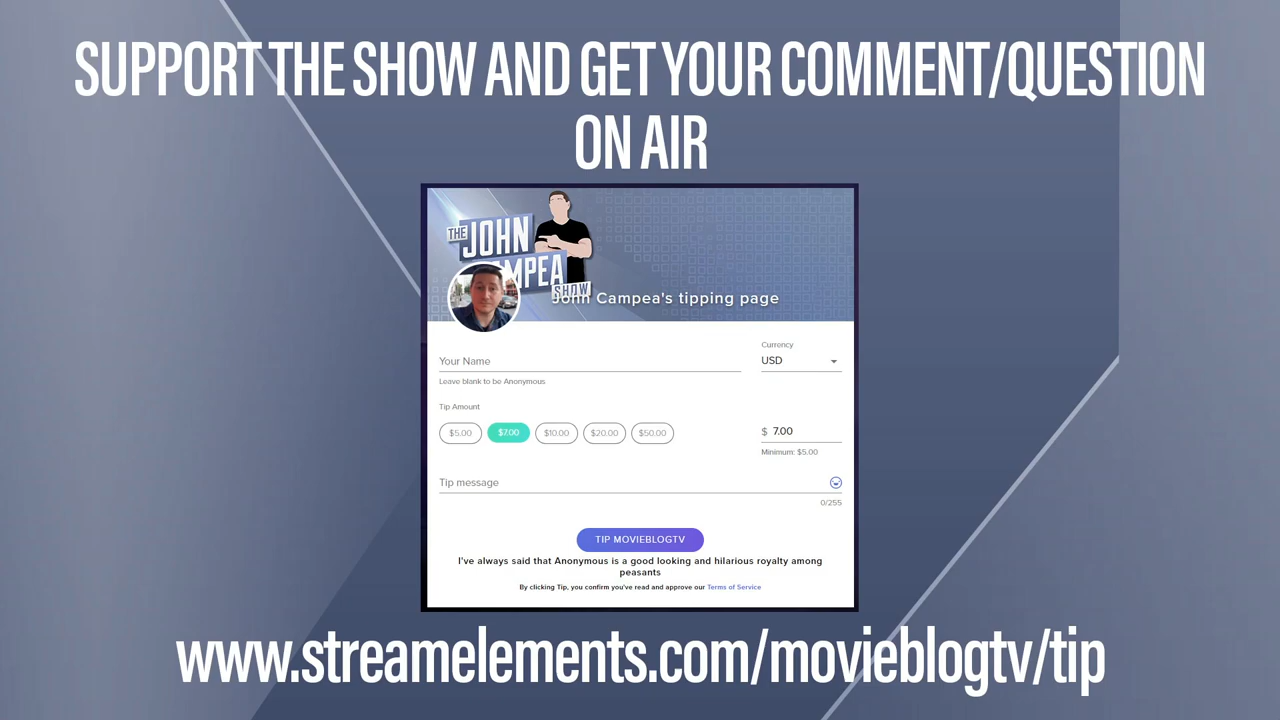 SUPPORT THE SHOW AND GET YOUR COMMENT/QUESTION
ON AIR
THE
JOHN
CAMPEA
SHOW
John Campea's tipping page
Your Name
Leave blank to be Anonymous
Currency
USD
Tip Amount
$5.00 $7.00 $10.00 $20.00 $50.00
$ 7.00
Minimum: $5.00
Tip message
0/255
TIP MOVIEBLOGTV
I've always said that Anonymous is a good looking and hilarious royalty among
peasants
By clicking Tip, you confirm you've read and approve our Terms of Service
www.streamelements.com/movieblogtv/tip